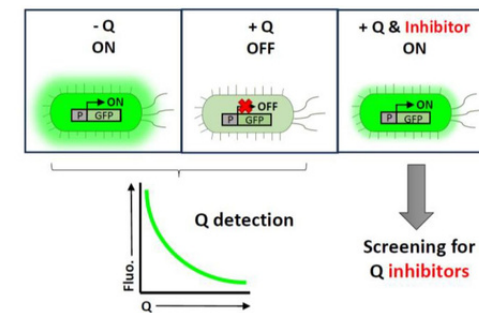 - Q
ON
+ Q
OFF
+ Q & Inhibitor
ON
ON
P GFP
OFF
P GFP
ON
P GFP
Fluo.
Q
Q detection
Screening for
Q inhibitors